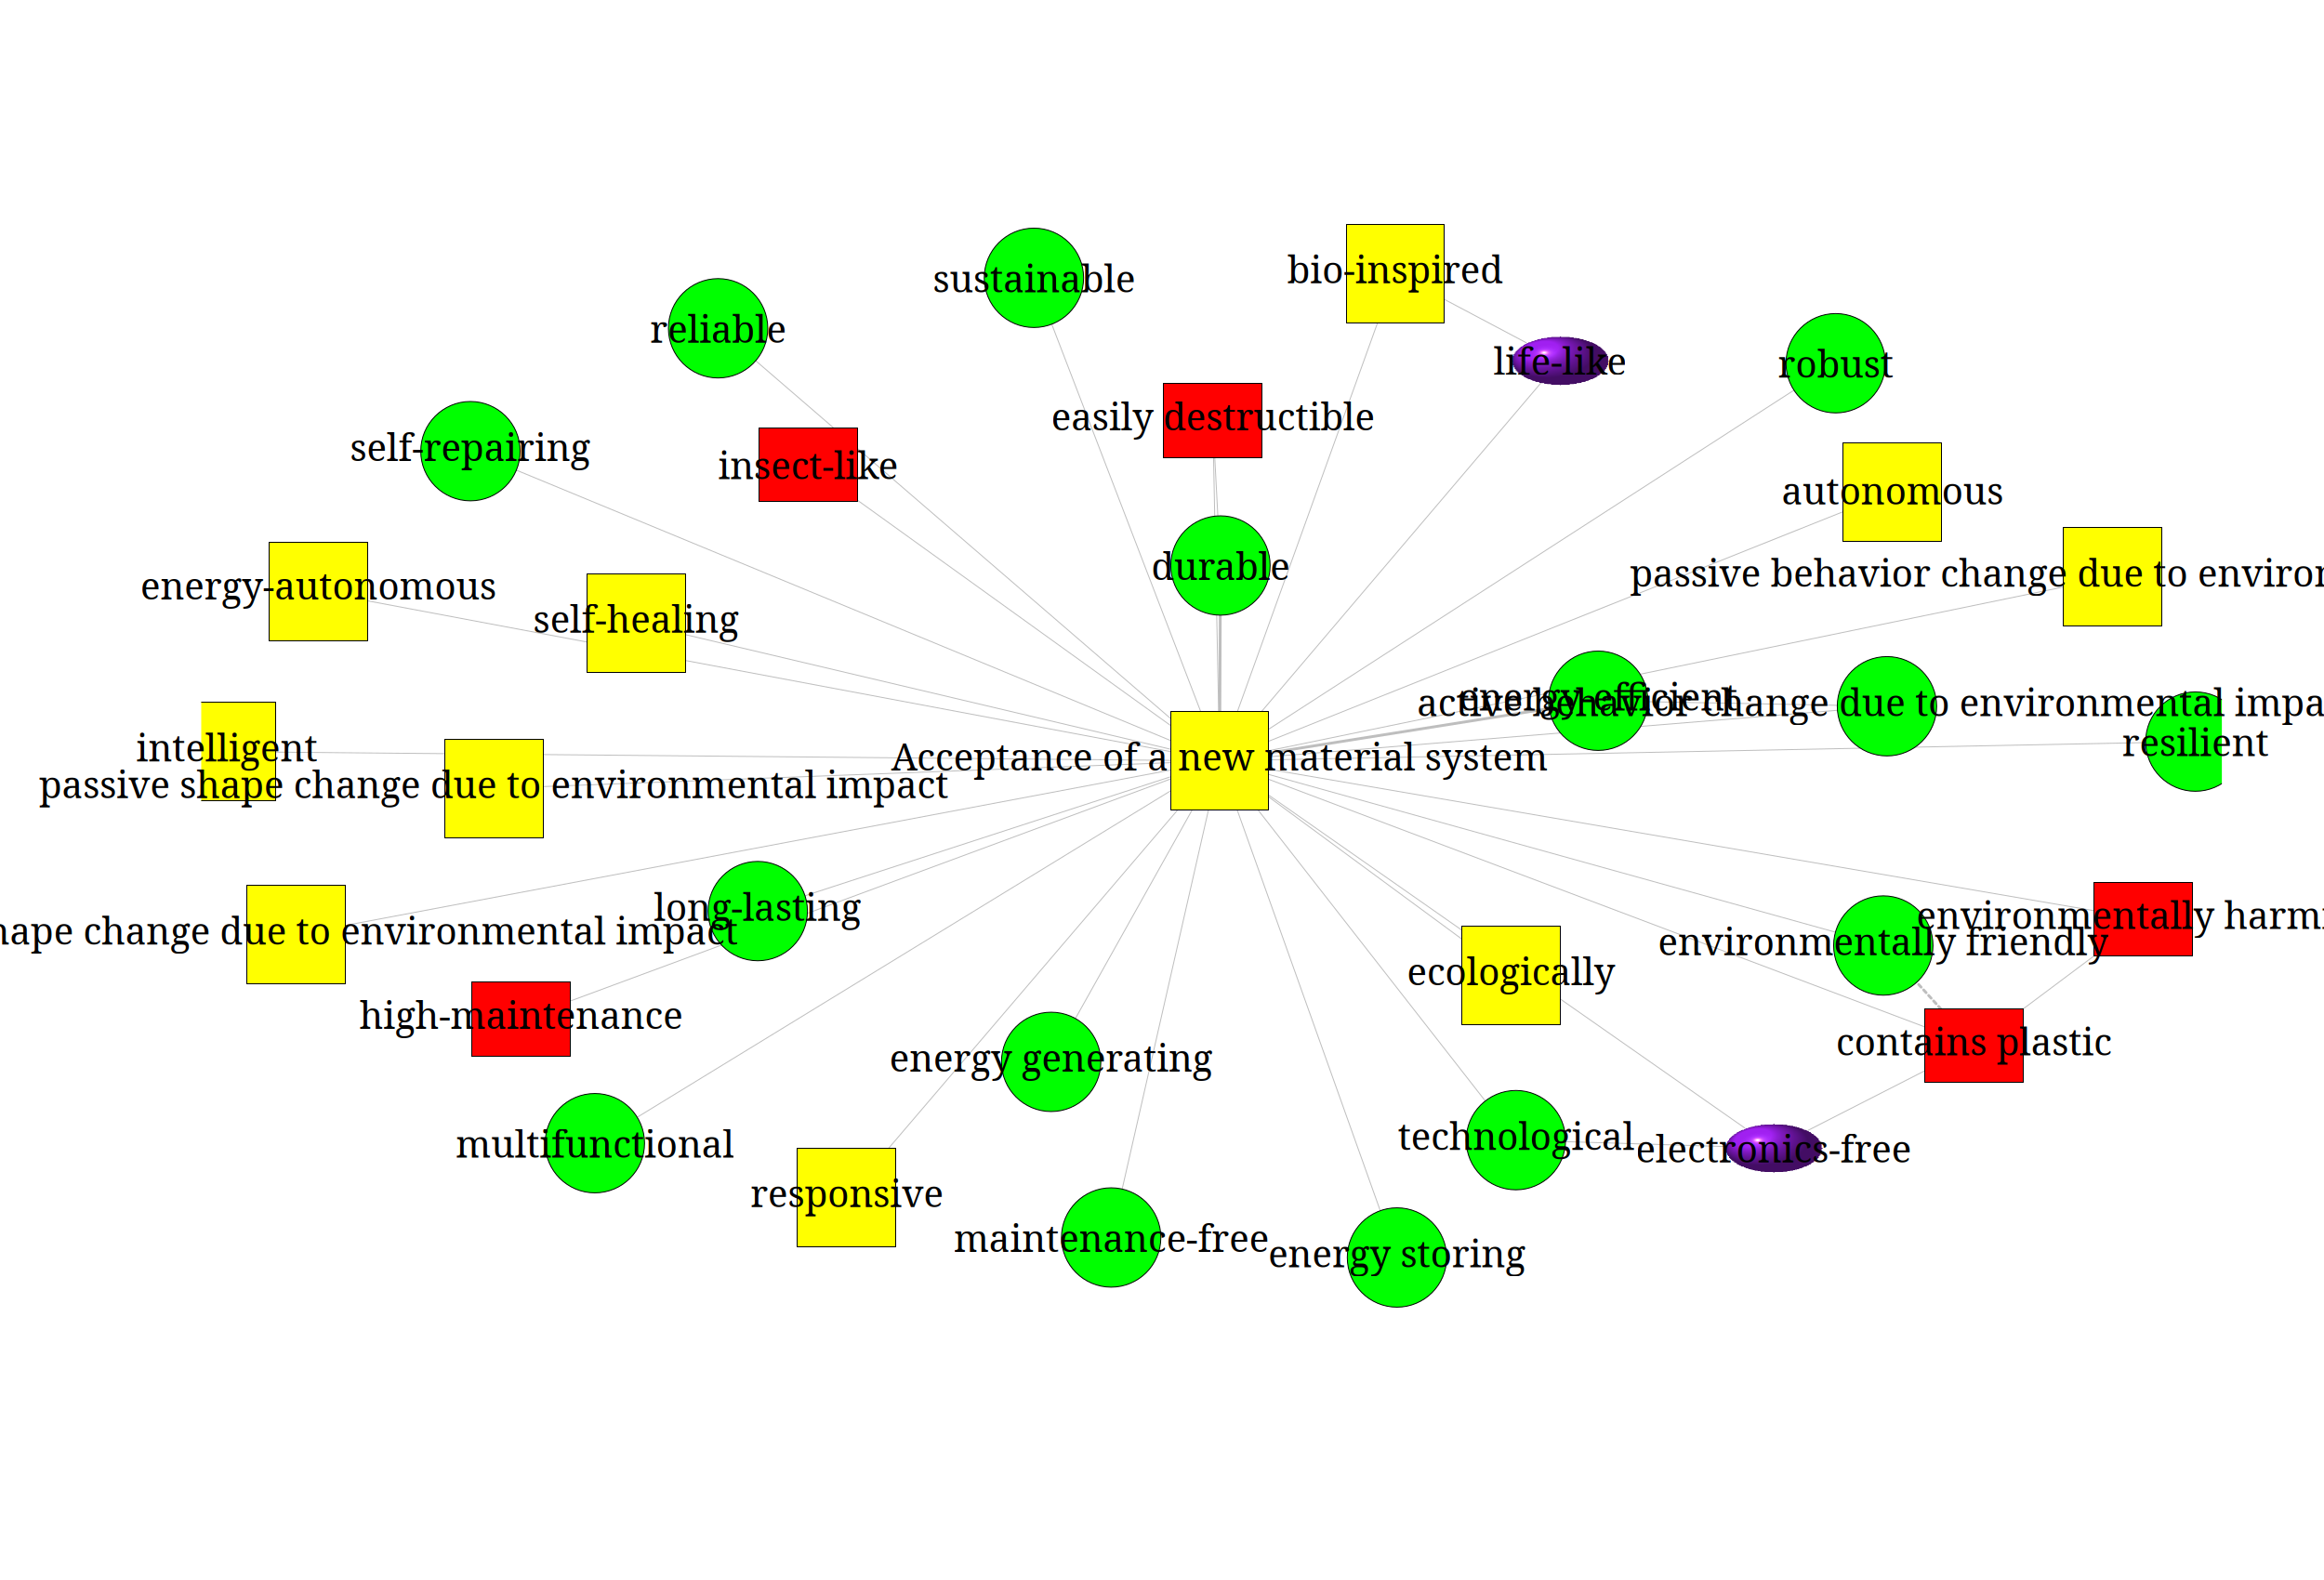 bio-inspired
sustainable
reliable
life-like
robust
easily destructible
self-repairing
insect-like
autonomous
durable
passive behavior change due to environ
energy-autonomous
self-healing
energy-efficient
active behavior change due to environmental impa
resilient
intelligent
Acceptance of a new material system
passive shape change due to environmental impact
long-lasting
environmentally harm
hape change due to environmental impact
environmentally friendly
ecologically
high-maintenance
contains plastic
energy generating
technological
multifunctional
electronics-free
responsive
maintenance-free
energy storing